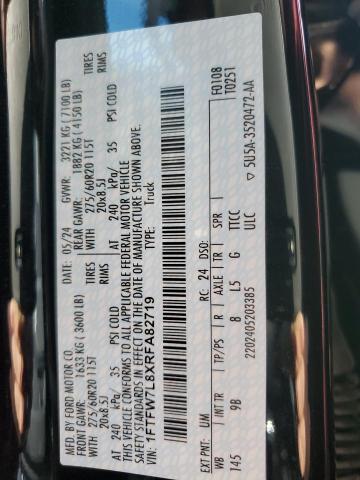 MFD. BY FORD MOTOR CO.
05/24 GVWR: 3221 KG ( 7100 LB)
FRONT GAWR: 1633 KG ( 3600 LB) REAR GAWR: 1882 KG ( 4150 LB)
WITH 275/60R20 115T TIRES WITH 275/60R20 115T TIRES
20x8.5J RIMS 20x8.5J RIMS
AT 240 kPa/ 35 PSI COLD AT 240 kPa/ 35 PSI COLD
THIS VEHICLE CONFORMS TO ALL APPLICABLE FEDERAL MOTOR VEHICLE
SAFETY STANDARDS IN EFFECT ON THE DATE OF MANUFACTURE SHOWN ABOVE.
VIN: 1FTFW7L8XRFA82719 TYPE: Truck
F0108
T0251
EXT PNT: UM RC: 24 DSO:
WB INT TR TP/PS R AXLE TR SPR
145 9B 8 L5 G TTCC
ULC
2202405203385 ▽ 5U5A-3520472-AA